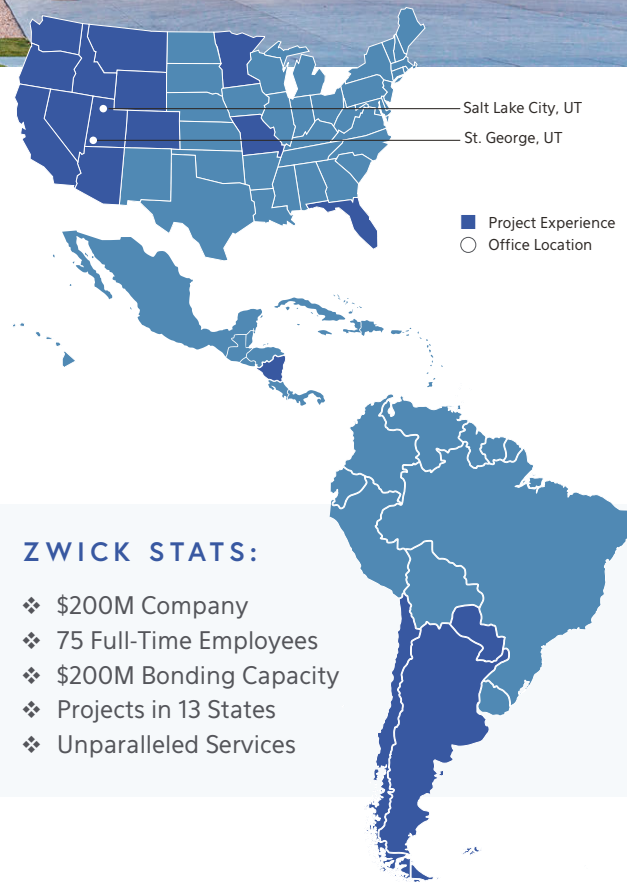 Salt Lake City, UT
St. George, UT
Project Experience
Office Location
ZWICK STATS:
❖ $200M Company
❖ 75 Full-Time Employees
❖ $200M Bonding Capacity
❖ Projects in 13 States
❖ Unparalleled Services